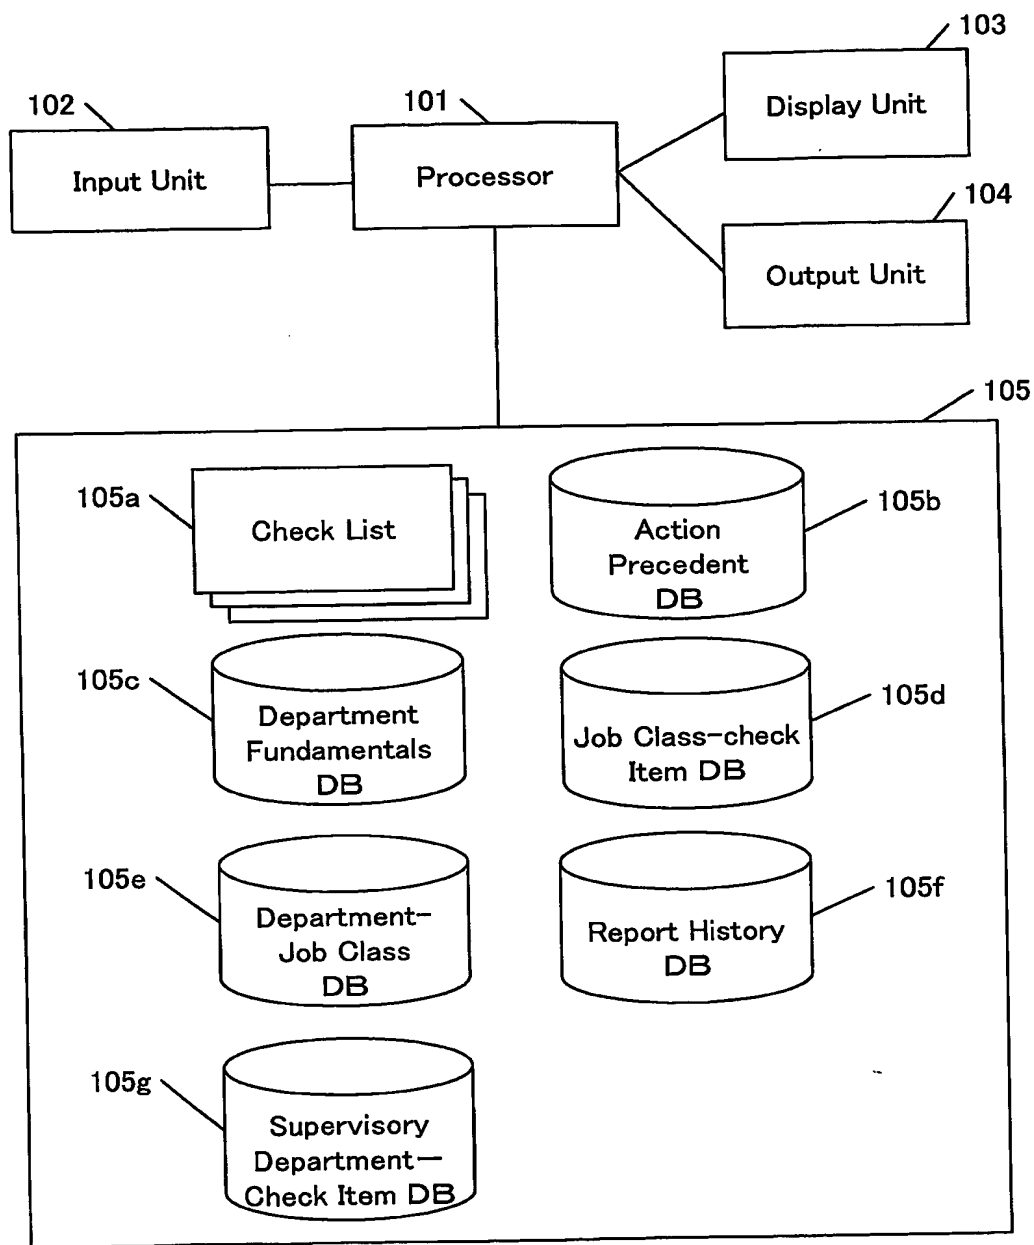 103
Display Unit
102
Input Unit
101
Processor
104
Output Unit
105
105a
Check List
105b
Action
Precedent
DB
105c
Department
Fundamentals
DB
105d
Job Class-check
Item DB
105e
Department-
Job Class
DB
105f
Report History
DB
105g
Supervisory
Department—
Check Item DB